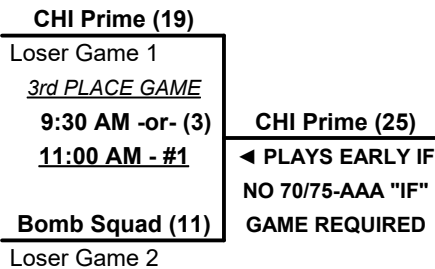 CHI Prime (19)
Loser Game 1
3rd PLACE GAME
9:30 AM -or- (3)
11:00 AM - #1
CHI Prime (25)
◄ PLAYS EARLY IF
NO 70/75-AAA "IF"
GAME REQUIRED
Bomb Squad (11)
Loser Game 2